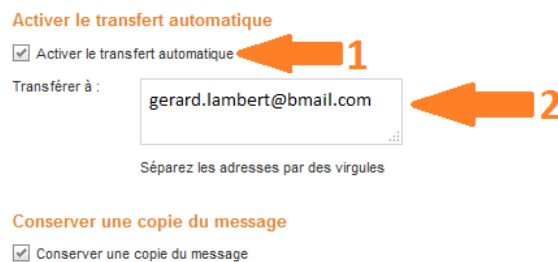 Activer le transfert automatique
Activer le transfert automatique 1
Transférer à :
gerard.lambert@bmail.com 2
Séparez les adresses par des virgules
Conserver une copie du message
Conserver une copie du message